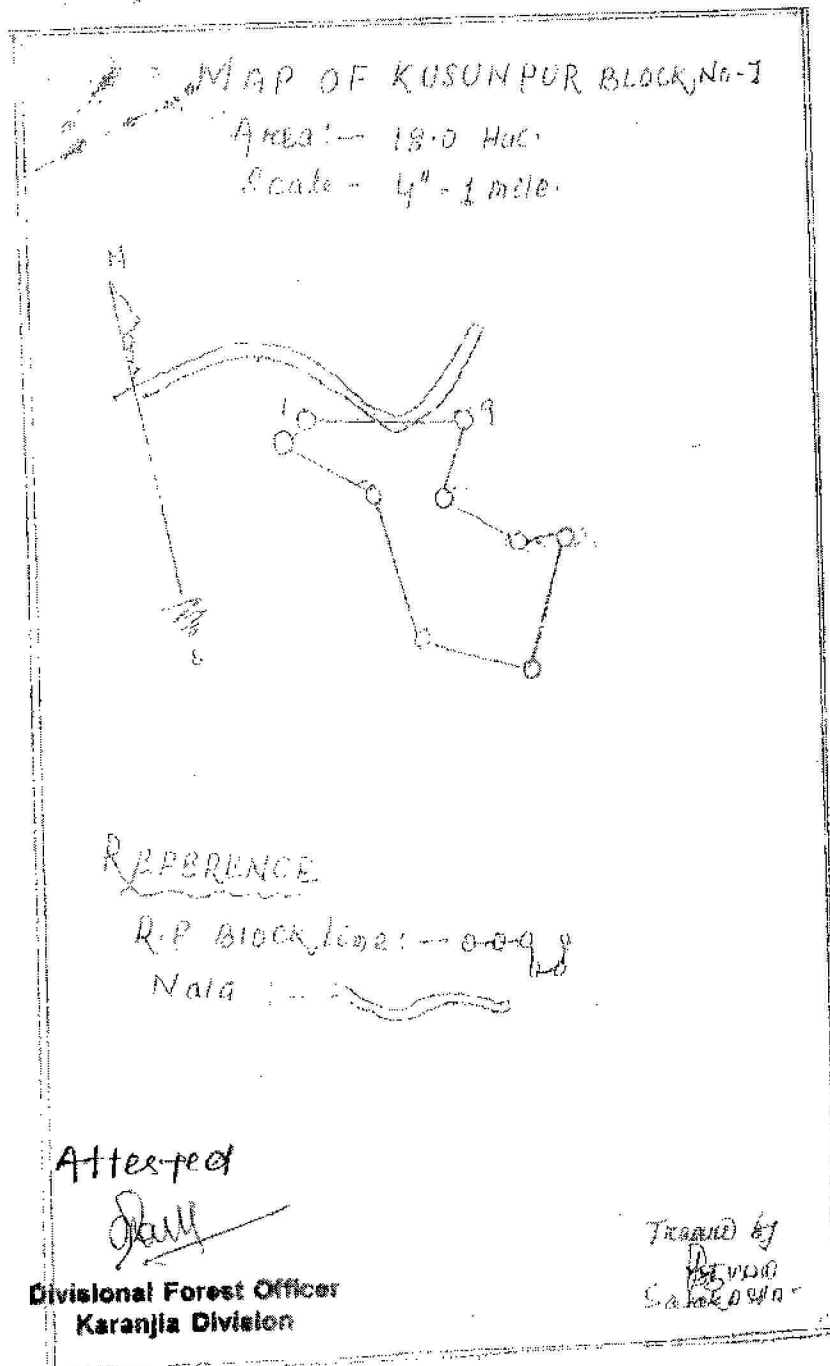 MAP OF KUSUNPUR BLOCK, No-1
Area:- 18.0 Hac.
Scale - 4" - 1 mile.
N
1
9
S
REFERENCE
R.P Block, line:-
Nala :-
Attested
Divisional Forest Officer
Karanjia Division
Traced by